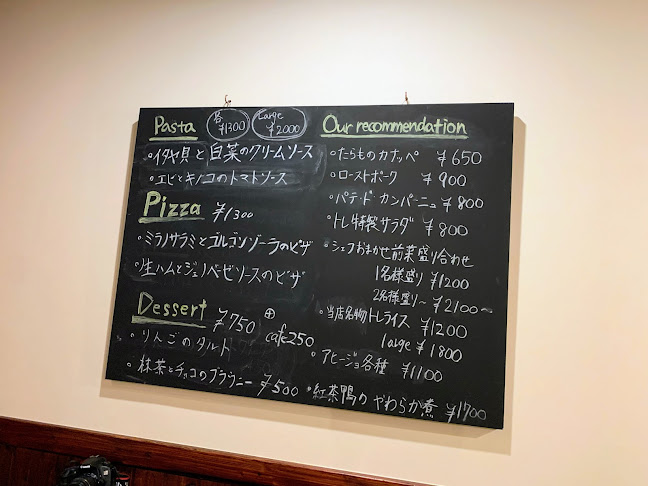 Pasta 各¥1300 Large ¥2000
・イタヤ貝と白菜のクリームソース
・エビとキノコのトマトソース
Pizza ¥1300
・ミラノサラミとゴルゴンゾーラのピザ
・生ハムとジェノベーゼソースのピザ
Dessert ¥750 ⊕ cafe250
・りんごのタルト
・抹茶とチョコのブラウニー ¥500
Our recommendation
・たらものカナッペ ¥650
・ローストポーク ¥900
・パテ・ド・カンパーニュ ¥800
・トレ特製サラダ ¥800
・シェフおまかせ前菜盛り合わせ
1名様盛り ¥1200
2名様盛り〜 ¥2100〜
・当店名物トレライス ¥1200
large ¥1800
・アヒージョ各種 ¥1100
・紅茶鴨のやわらか煮 ¥1700
Canon